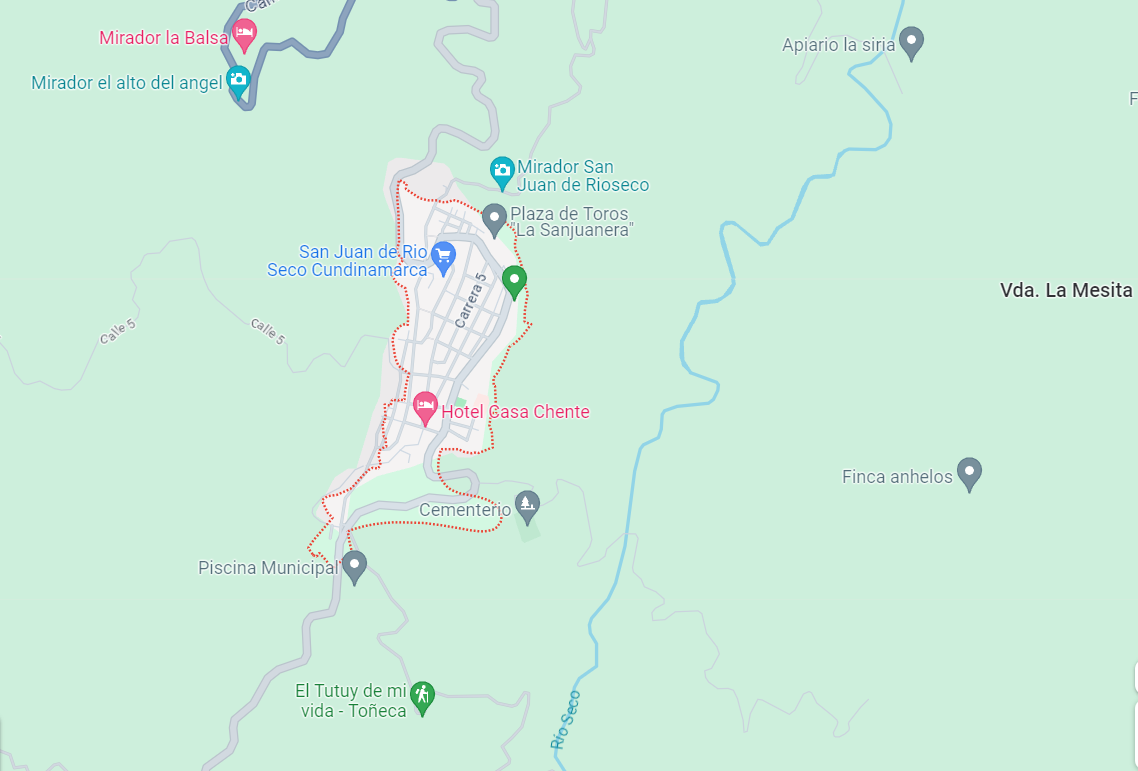 Mirador la Balsa
Mirador el alto del angel
Apiario la siria
Mirador San
Juan de Rioseco
Plaza de Toros
"La Sanjuanera"
San Juan de Rio
Seco Cundinamarca
Carrera 5
Vda. La Mesita
Calle 5
Calle 5
Hotel Casa Chente
Finca anhelos
Cementerio
Piscina Municipal
El Tutuy de mi
vida - Toñeca
Río Seco